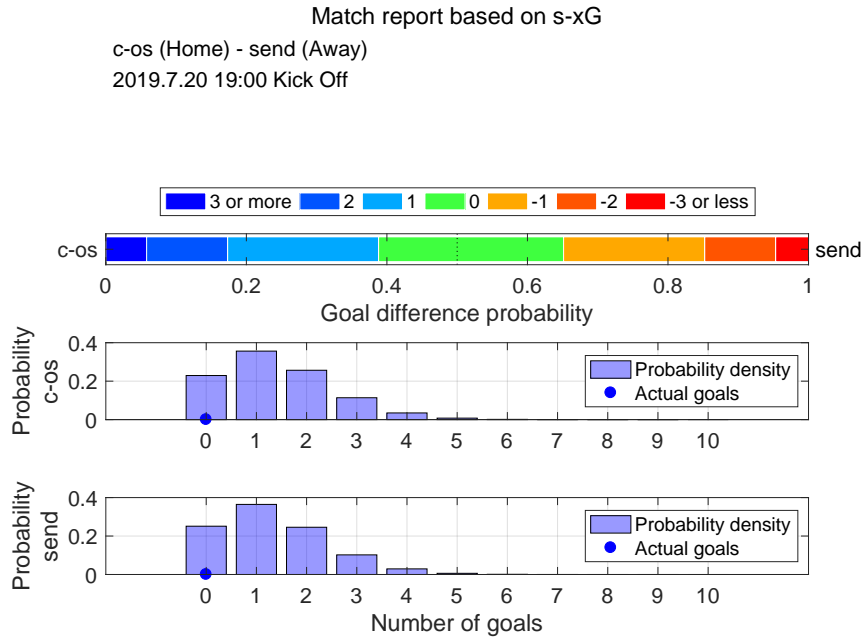 Match report based on s-xG
c-os (Home) - send (Away)
2019.7.20 19:00 Kick Off
3 or more 2 1 0 -1 -2 -3 or less
c-os send
0 0.2 0.4 0.6 0.8 1
Goal difference probability
Probability
c-os
0.4
0.2
0
Probability density
Actual goals
0 1 2 3 4 5 6 7 8 9 10
Probability
send
0.4
0.2
0
Probability density
Actual goals
0 1 2 3 4 5 6 7 8 9 10
Number of goals